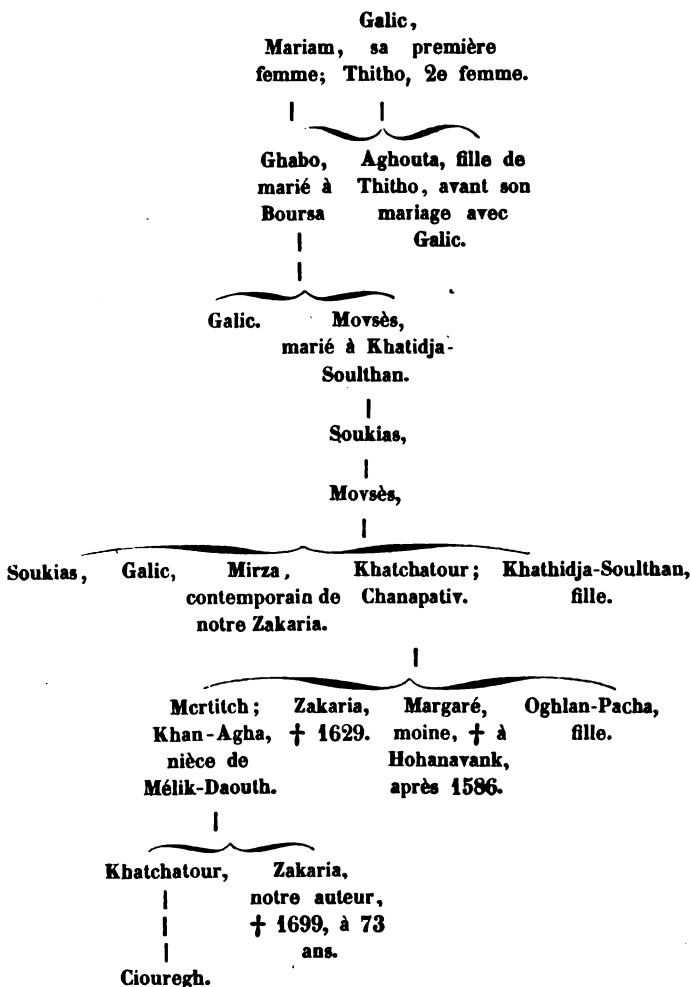 Galic,
Mariam, sa première
femme; Thitho, 2e femme.
Ghabo, Aghouta, fille de
marié à Thitho, avant son
Boursa mariage avec
Galic.
Galic. Movsès,
marié à Khatidja-
Soulthan.
Soukias,
Movsès,
Soukias, Galic, Mirza, Khatchatour; Khathidja-Soulthan,
contemporain de Chanapativ. fille.
notre Zakaria.
Mcrtitch; Zakaria, Margaré, Oghlan-Pacha,
Khan-Agha, † 1629. moine, † à fille.
nièce de Hohanavank,
Mélik-Daouth. après 1586.
Khatchatour, Zakaria,
notre auteur,
† 1699, à 73
ans.
Ciouregh.